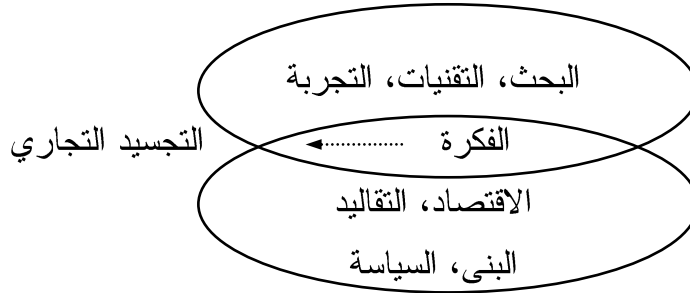 البحث، التقنيات، التجربة
الفكرة
التجسيد التجاري
الاقتصاد، التقاليد
البنى، السياسة